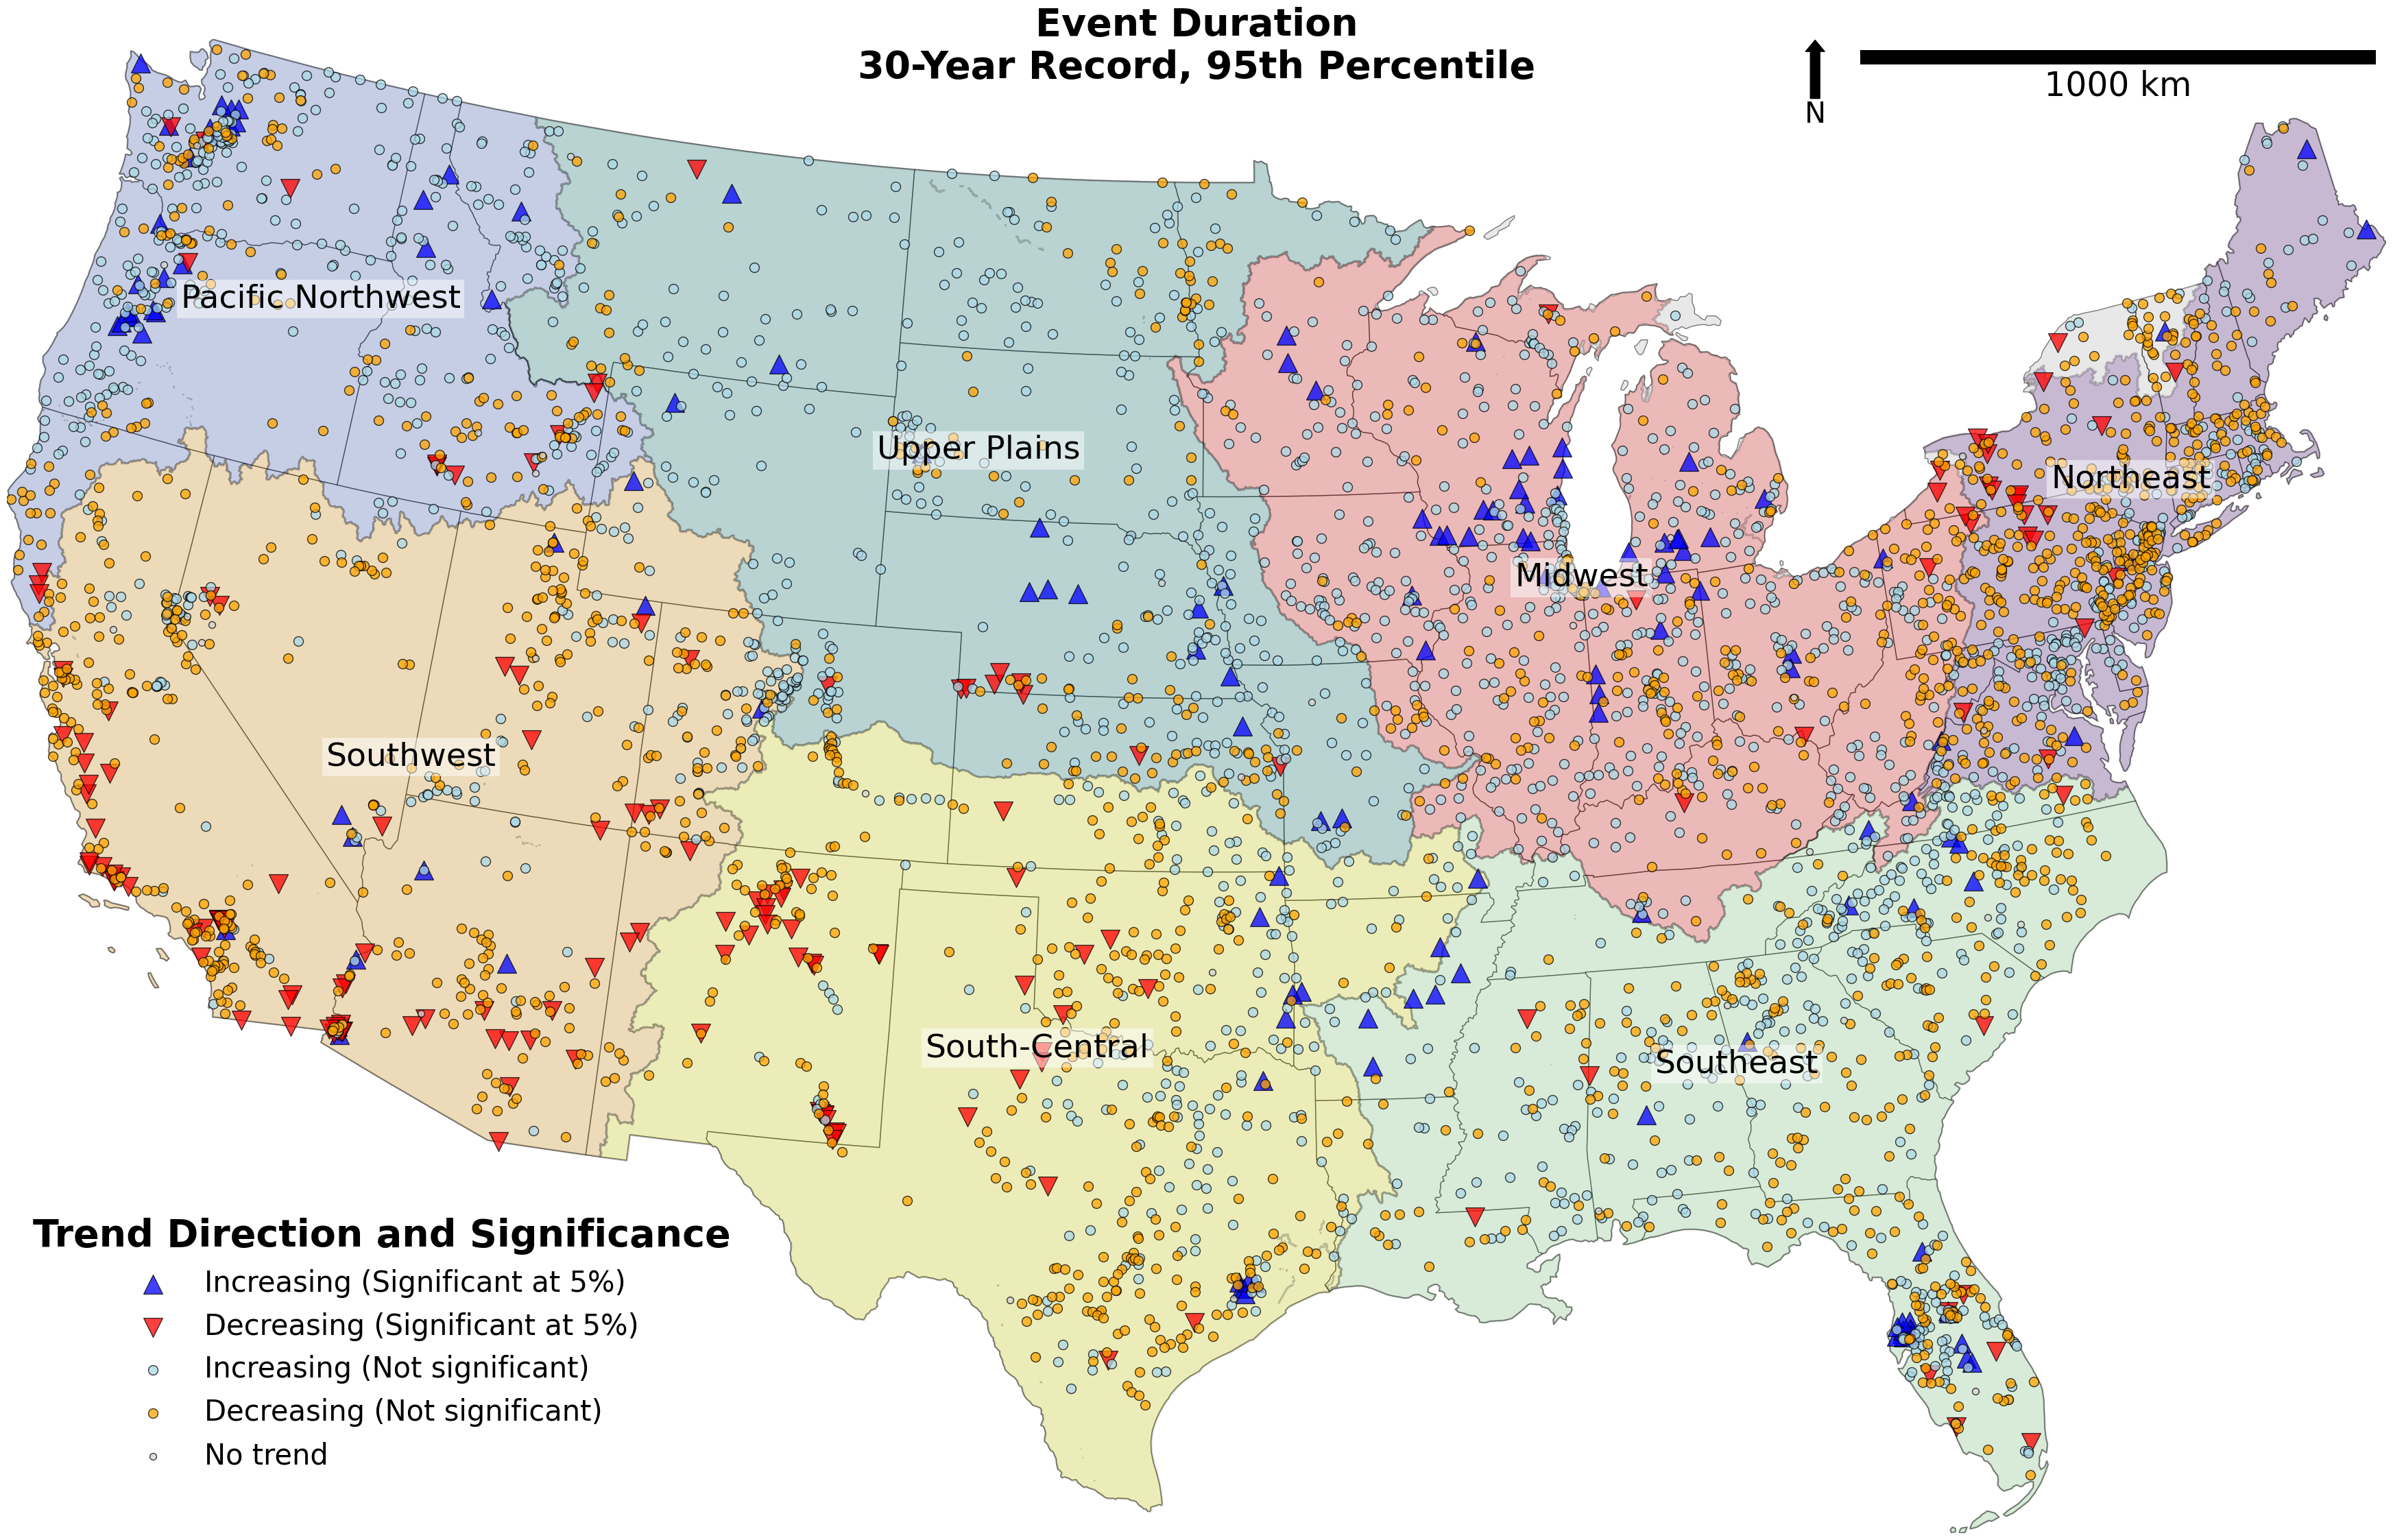 Event Duration
30-Year Record, 95th Percentile
N
1000 km
Pacific Northwest
Upper Plains
Northeast
Midwest
Southwest
South-Central
Southeast
Trend Direction and Significance
Increasing (Significant at 5%)
Decreasing (Significant at 5%)
Increasing (Not significant)
Decreasing (Not significant)
No trend